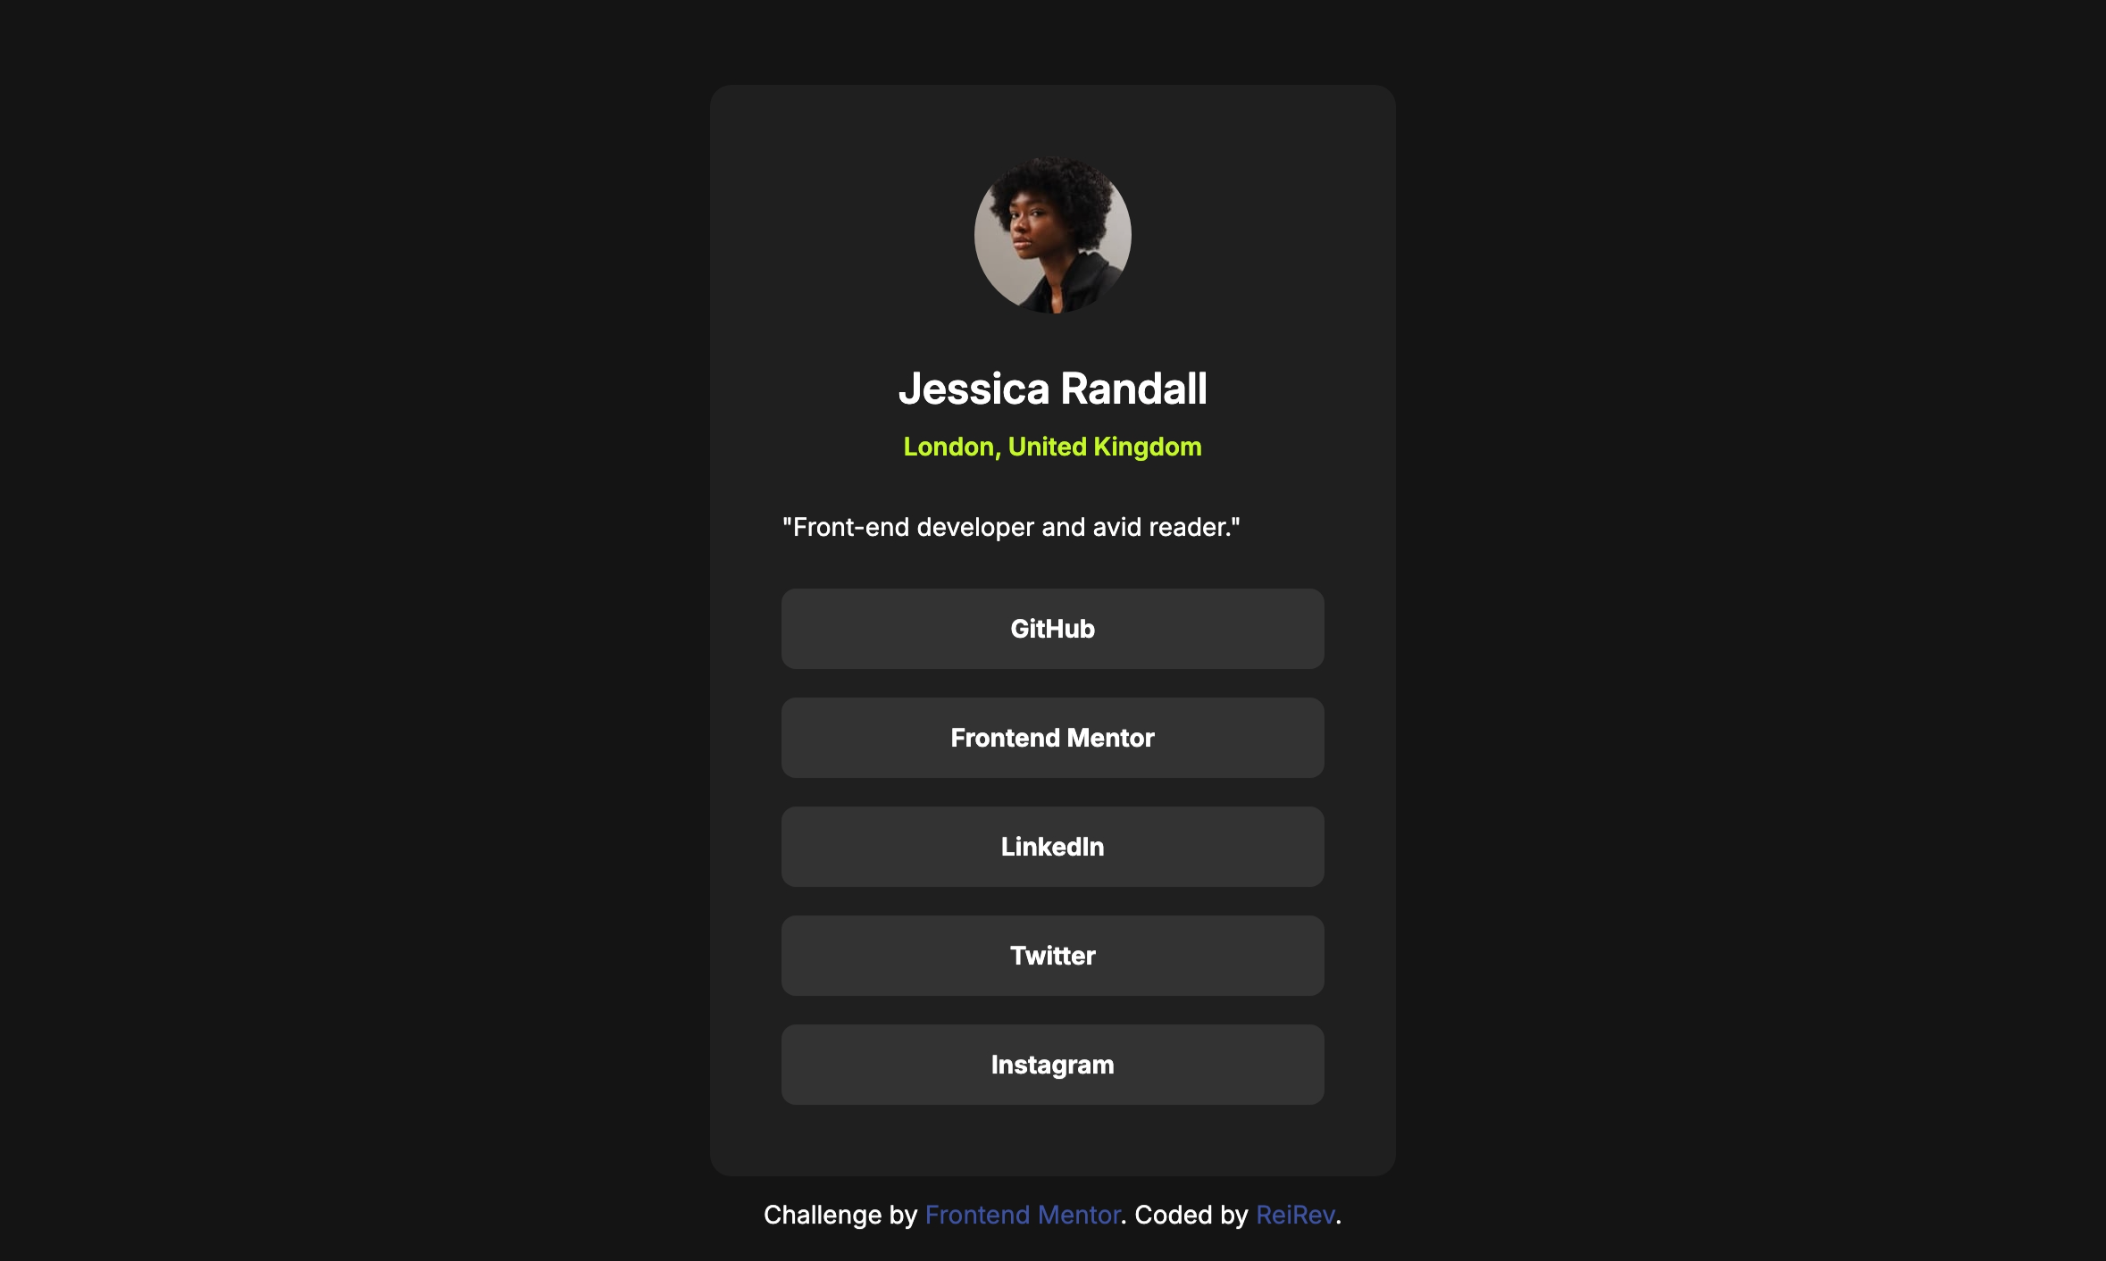 Jessica Randall
London, United Kingdom
"Front-end developer and avid reader."
GitHub
Frontend Mentor
LinkedIn
Twitter
Instagram
Challenge by Frontend Mentor. Coded by ReiRev.